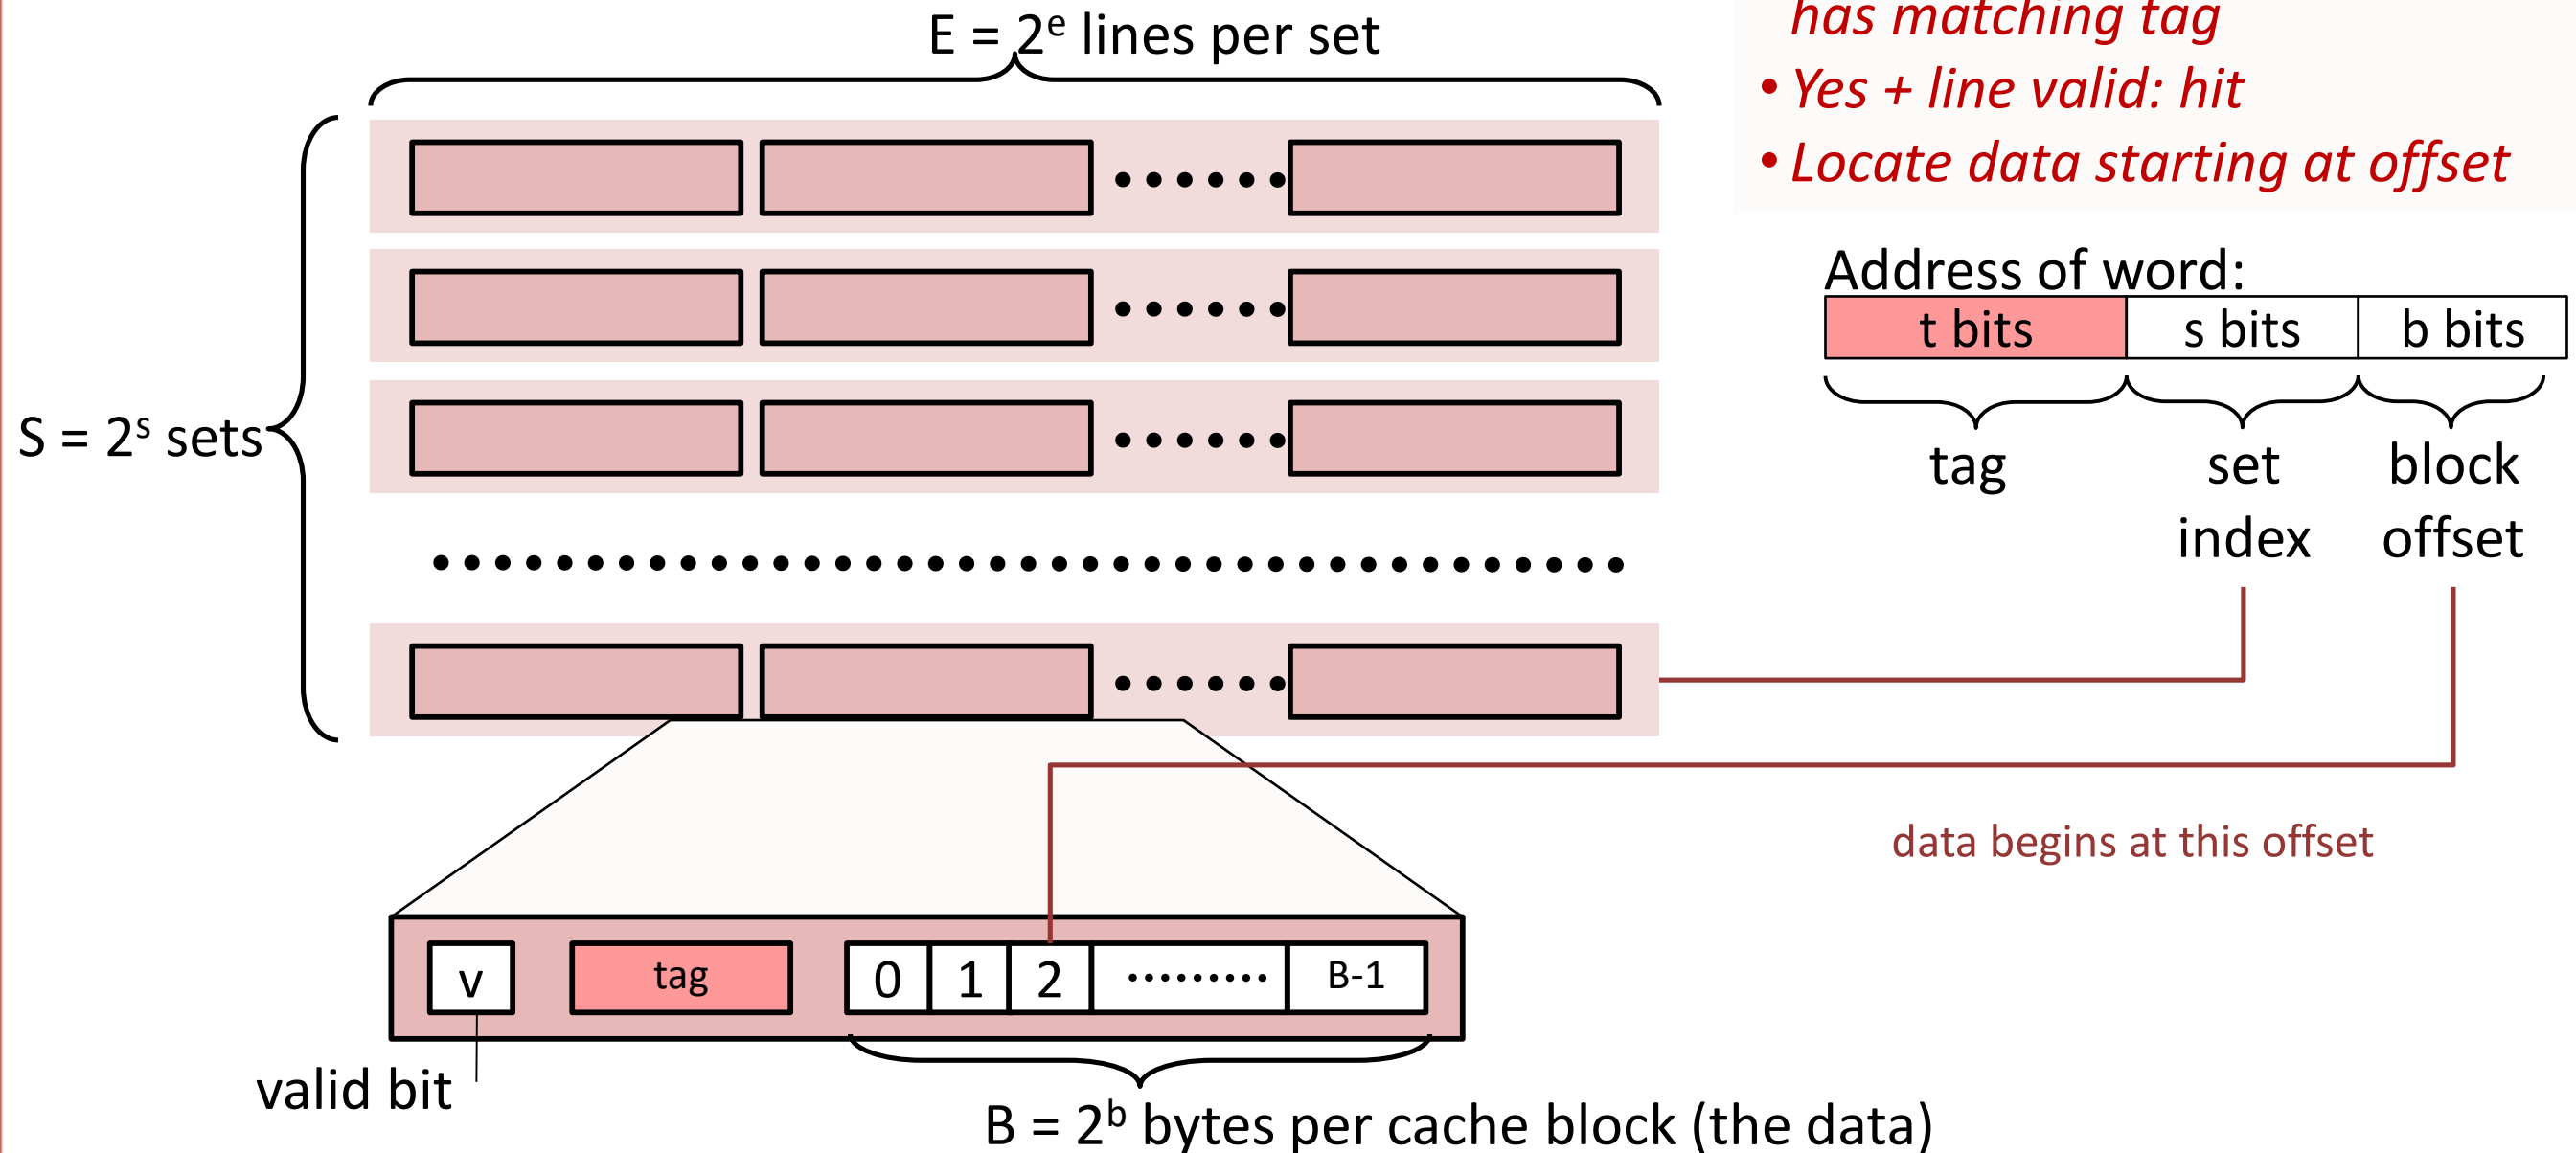 E = 2ᵉ lines per set
has matching tag
• Yes + line valid: hit
• Locate data starting at offset
Address of word:
t bits s bits b bits
tag set index block offset
S = 2ˢ sets
data begins at this offset
v tag 0 1 2 ········· B-1
valid bit
B = 2ᵇ bytes per cache block (the data)